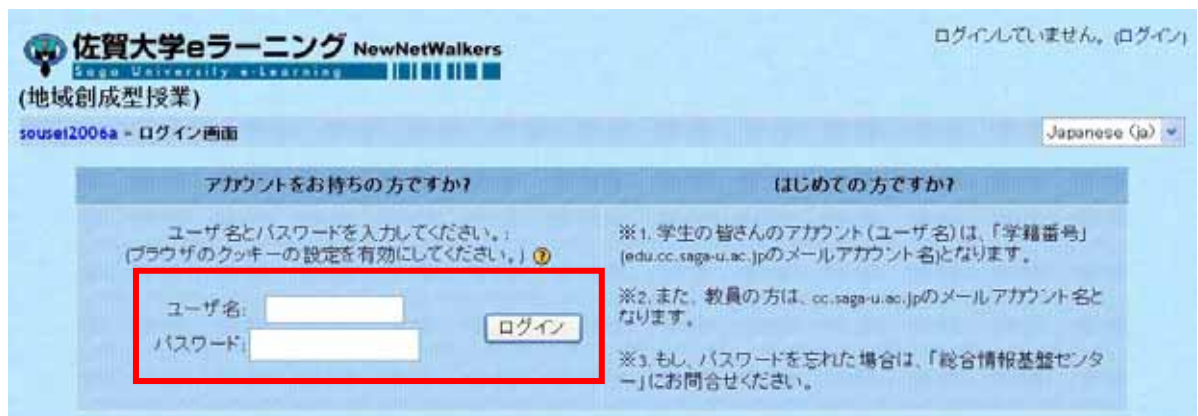 ログインしていません。(ログイン)
佐賀大学eラーニング NewNetWalkers
Saga University e-Learning
(地域創成型授業)
sousei2006a » ログイン画面
Japanese (ja)
アカウントをお持ちの方ですか?
はじめての方ですか?
ユーザ名とパスワードを入力してください。:
(ブラウザのクッキーの設定を有効にしてください。) ?
ユーザ名:
パスワード:
ログイン
※1. 学生の皆さんのアカウント(ユーザ名)は、「学籍番号」
(edu.cc.saga-u.ac.jpのメールアカウント名)となります。
※2. また、教員の方は、cc.saga-u.ac.jpのメールアカウント名と
なります。
※3. もし、パスワードを忘れた場合は、「総合情報基盤センタ
ー」にお問合せください。